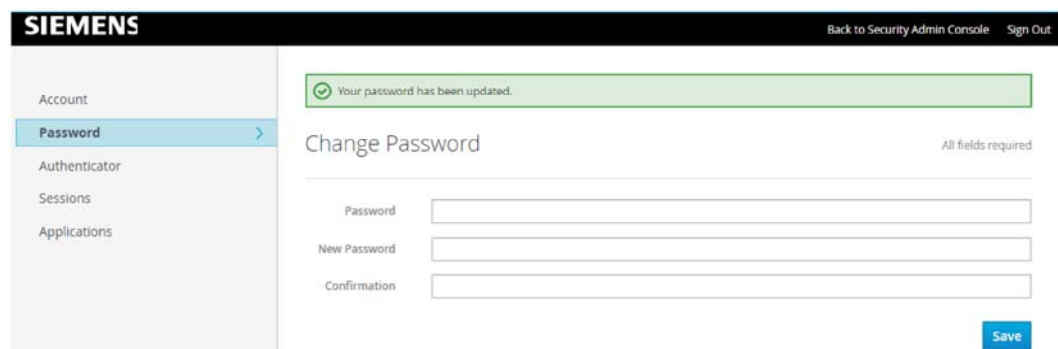 SIEMENS
Back to Security Admin Console Sign Out
Account
Password
Authenticator
Sessions
Applications
Your password has been updated.
Change Password
All fields required
Password
New Password
Confirmation
Save